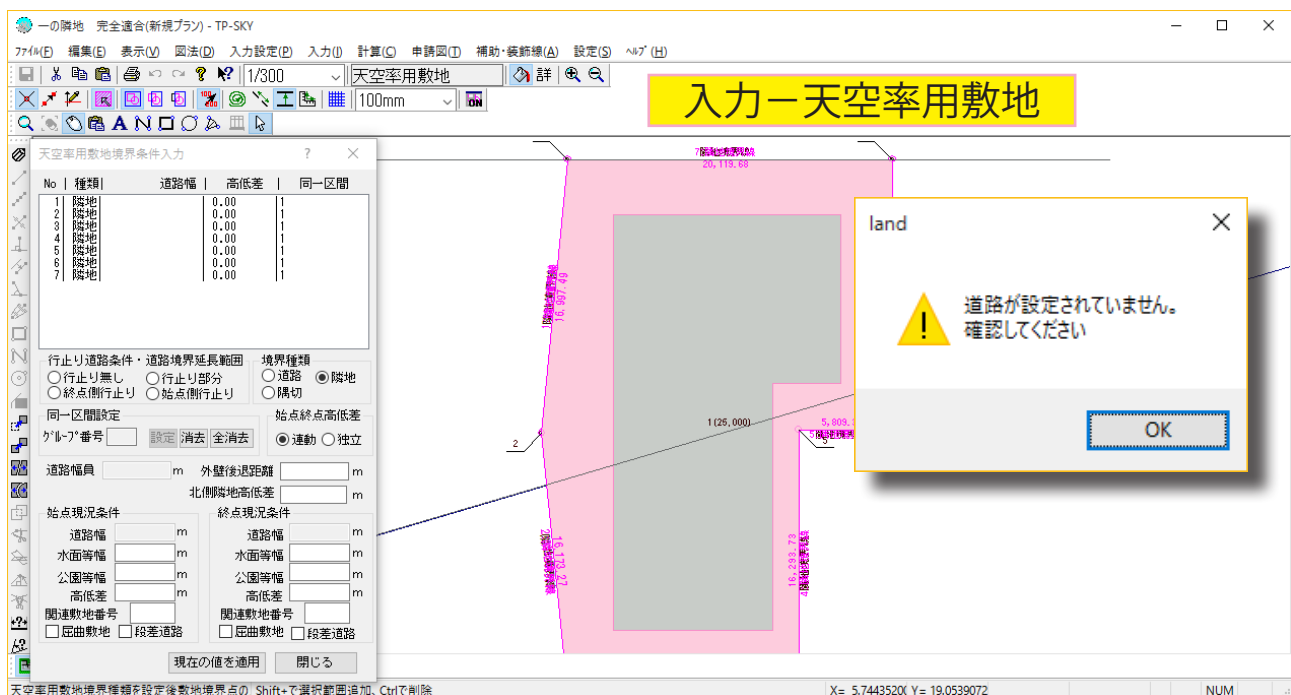 一の隣地 完全適合(新規プラン) - TP-SKY
ﾌｧｲﾙ(F) 編集(E) 表示(V) 図法(D) 入力設定(P) 入力(I) 計算(C) 申請図(T) 補助・装飾線(A) 設定(S) ﾍﾙﾌﾟ(H)
1/300 天空率用敷地 詳
100mm ON
入力－天空率用敷地
天空率用敷地境界条件入力 ? ×
No | 種類| 道路幅 | 高低差 | 同一区間
1| 隣地| |0.00 |1
2| 隣地| |0.00 |1
3| 隣地| |0.00 |1
4| 隣地| |0.00 |1
5| 隣地| |0.00 |1
6| 隣地| |0.00 |1
7| 隣地| |0.00 |1
行止り道路条件・道路境界延長範囲 境界種類
行止り無し 行止り部分 道路 隣地
終点側行止り 始点側行止り 隅切
同一区間設定 始点終点高低差
ｸﾞﾙｰﾌﾟ番号 設定 消去 全消去 連動 独立
道路幅員 m 外壁後退距離 m
北側隣地高低差 m
始点現況条件 終点現況条件
道路幅 m 道路幅 m
水面等幅 m 水面等幅 m
公園等幅 m 公園等幅 m
高低差 m 高低差 m
関連敷地番号 関連敷地番号
屈曲敷地 段差道路 屈曲敷地 段差道路
現在の値を適用 閉じる
20,119.68
16,997.49
1(25,000)
2
5
16,173.27
16,293.73
land
道路が設定されていません。
確認してください
OK
天空率用敷地境界種類を設定後敷地境界点の Shift+で選択範囲追加、Ctrlで削除
X= 5.7443520( Y= 19.0539072 NUM